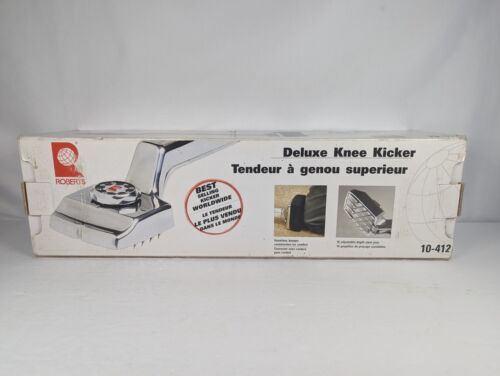 ROBERTS
Deluxe Knee Kicker
Tendeur à genou superieur
BEST
SELLING
KICKER
WORLDWIDE
LE TENDEUR
LE PLUS VENDU
DANS LE MONDE
10-412